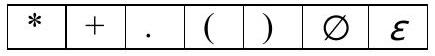 * + . ( ) ∅ ε